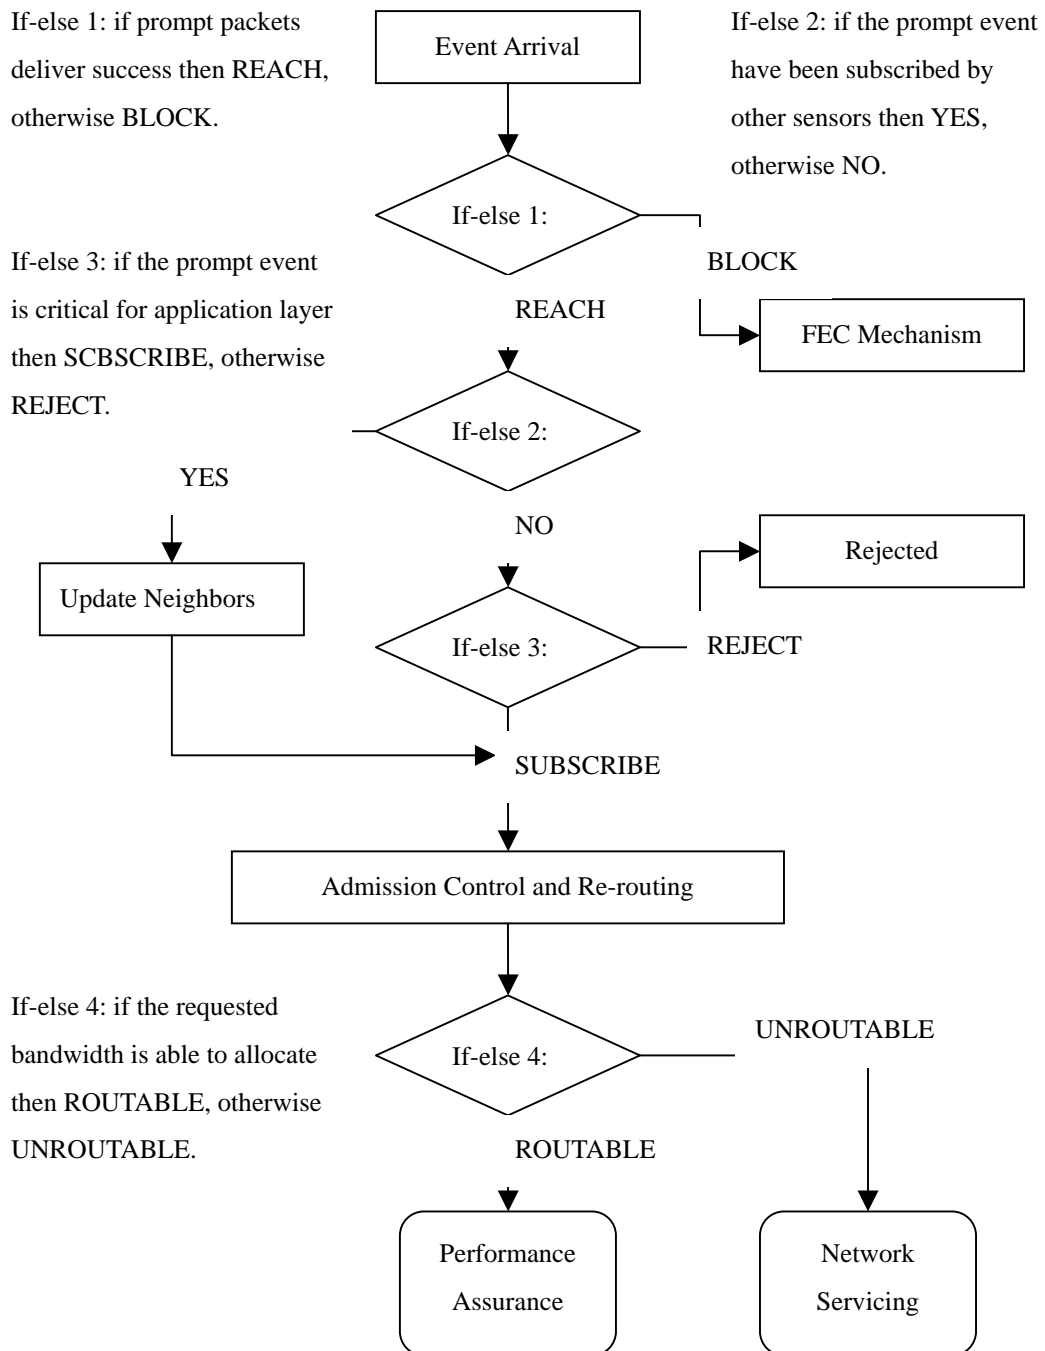 If-else 1: if prompt packets
deliver success then REACH,
otherwise BLOCK.
Event Arrival
If-else 2: if the prompt event
have been subscribed by
other sensors then YES,
otherwise NO.
If-else 1:
If-else 3: if the prompt event
is critical for application layer
then SCBSCRIBE, otherwise
REJECT.
BLOCK
REACH
FEC Mechanism
If-else 2:
YES
NO
Rejected
Update Neighbors
If-else 3:
REJECT
SUBSCRIBE
Admission Control and Re-routing
If-else 4: if the requested
bandwidth is able to allocate
then ROUTABLE, otherwise
UNROUTABLE.
If-else 4:
UNROUTABLE
ROUTABLE
Performance
Assurance
Network
Servicing